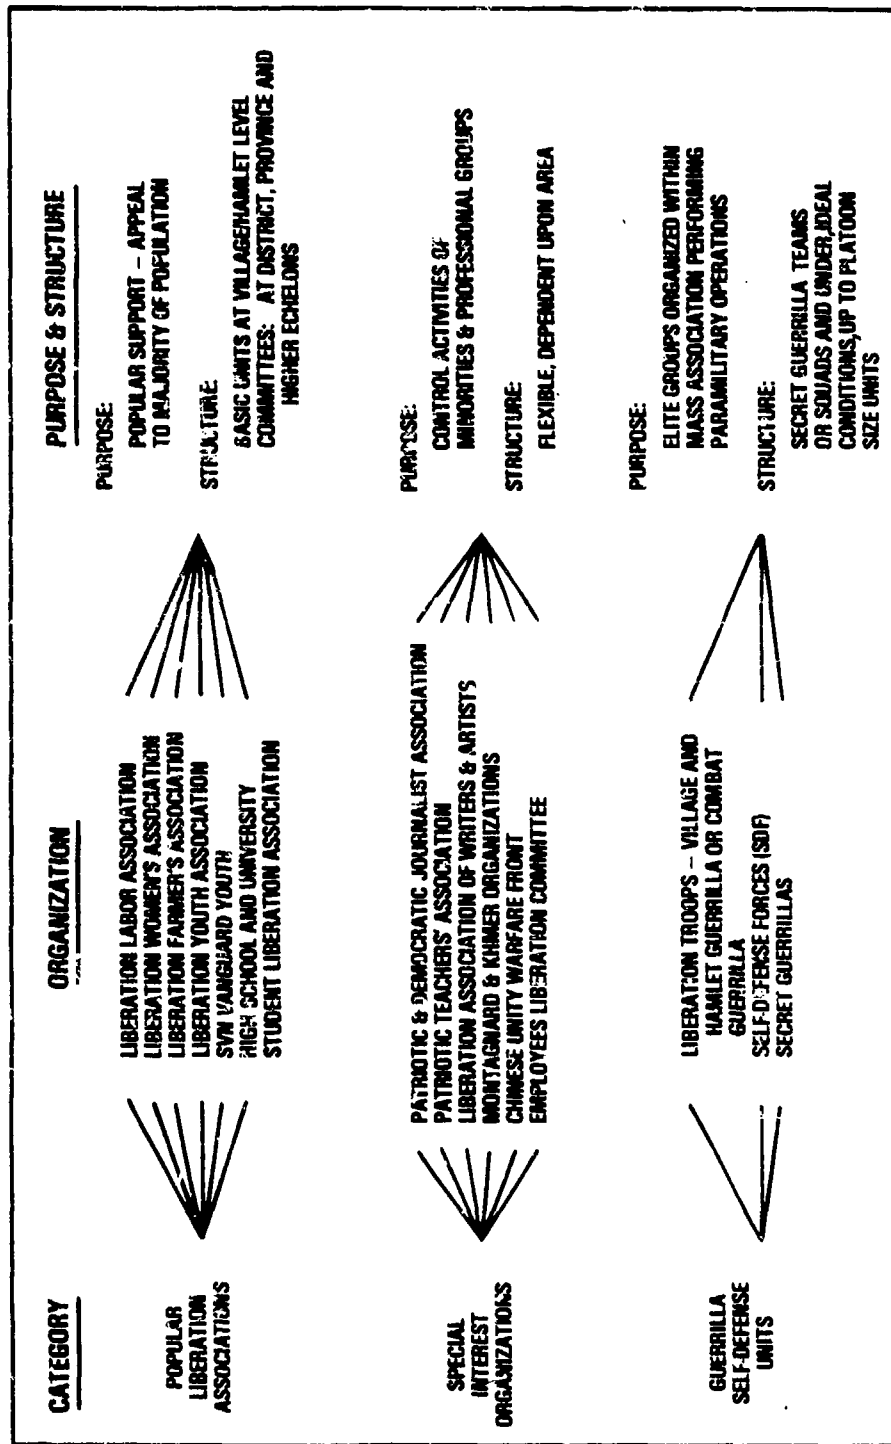 CATEGORY
ORGANIZATION
PURPOSE & STRUCTURE
POPULAR
LIBERATION
ASSOCIATIONS
LIBERATION LABOR ASSOCIATION
LIBERATION WOMEN'S ASSOCIATION
LIBERATION FARMER'S ASSOCIATION
LIBERATION YOUTH ASSOCIATION
SVN VANGUARD YOUTH
HIGH SCHOOL AND UNIVERSITY
STUDENT LIBERATION ASSOCIATION
PURPOSE:
POPULAR SUPPORT – APPEAL
TO MAJORITY OF POPULATION
STRUCTURE:
BASIC UNITS AT VILLAGE/HAMLET LEVEL
COMMITTEES: AT DISTRICT, PROVINCE AND
HIGHER ECHELONS
SPECIAL
INTEREST
ORGANIZATIONS
PATRIOTIC & DEMOCRATIC JOURNALIST ASSOCIATION
PATRIOTIC TEACHERS' ASSOCIATION
LIBERATION ASSOCIATION OF WRITERS & ARTISTS
MONTAGNARD & KHMER ORGANIZATIONS
CHINESE UNITY WARFARE FRONT
EMPLOYEES LIBERATION COMMITTEE
PURPOSE:
CONTROL ACTIVITIES OF
MINORITIES & PROFESSIONAL GROUPS
STRUCTURE:
FLEXIBLE, DEPENDENT UPON AREA
GUERRILLA
SELF-DEFENSE
UNITS
LIBERATION TROOPS – VILLAGE AND
HAMLET GUERRILLA OR COMBAT
GUERRILLA
SELF-DEFENSE FORCES (SDF)
SECRET GUERRILLAS
PURPOSE:
ELITE GROUPS ORGANIZED WITHIN
MASS ASSOCIATION PERFORMING
PARAMILITARY OPERATIONS
STRUCTURE:
SECRET GUERRILLA TEAMS
OR SQUADS AND UNDER, IDEAL
CONDITIONS, UP TO PLATOON
SIZE UNITS